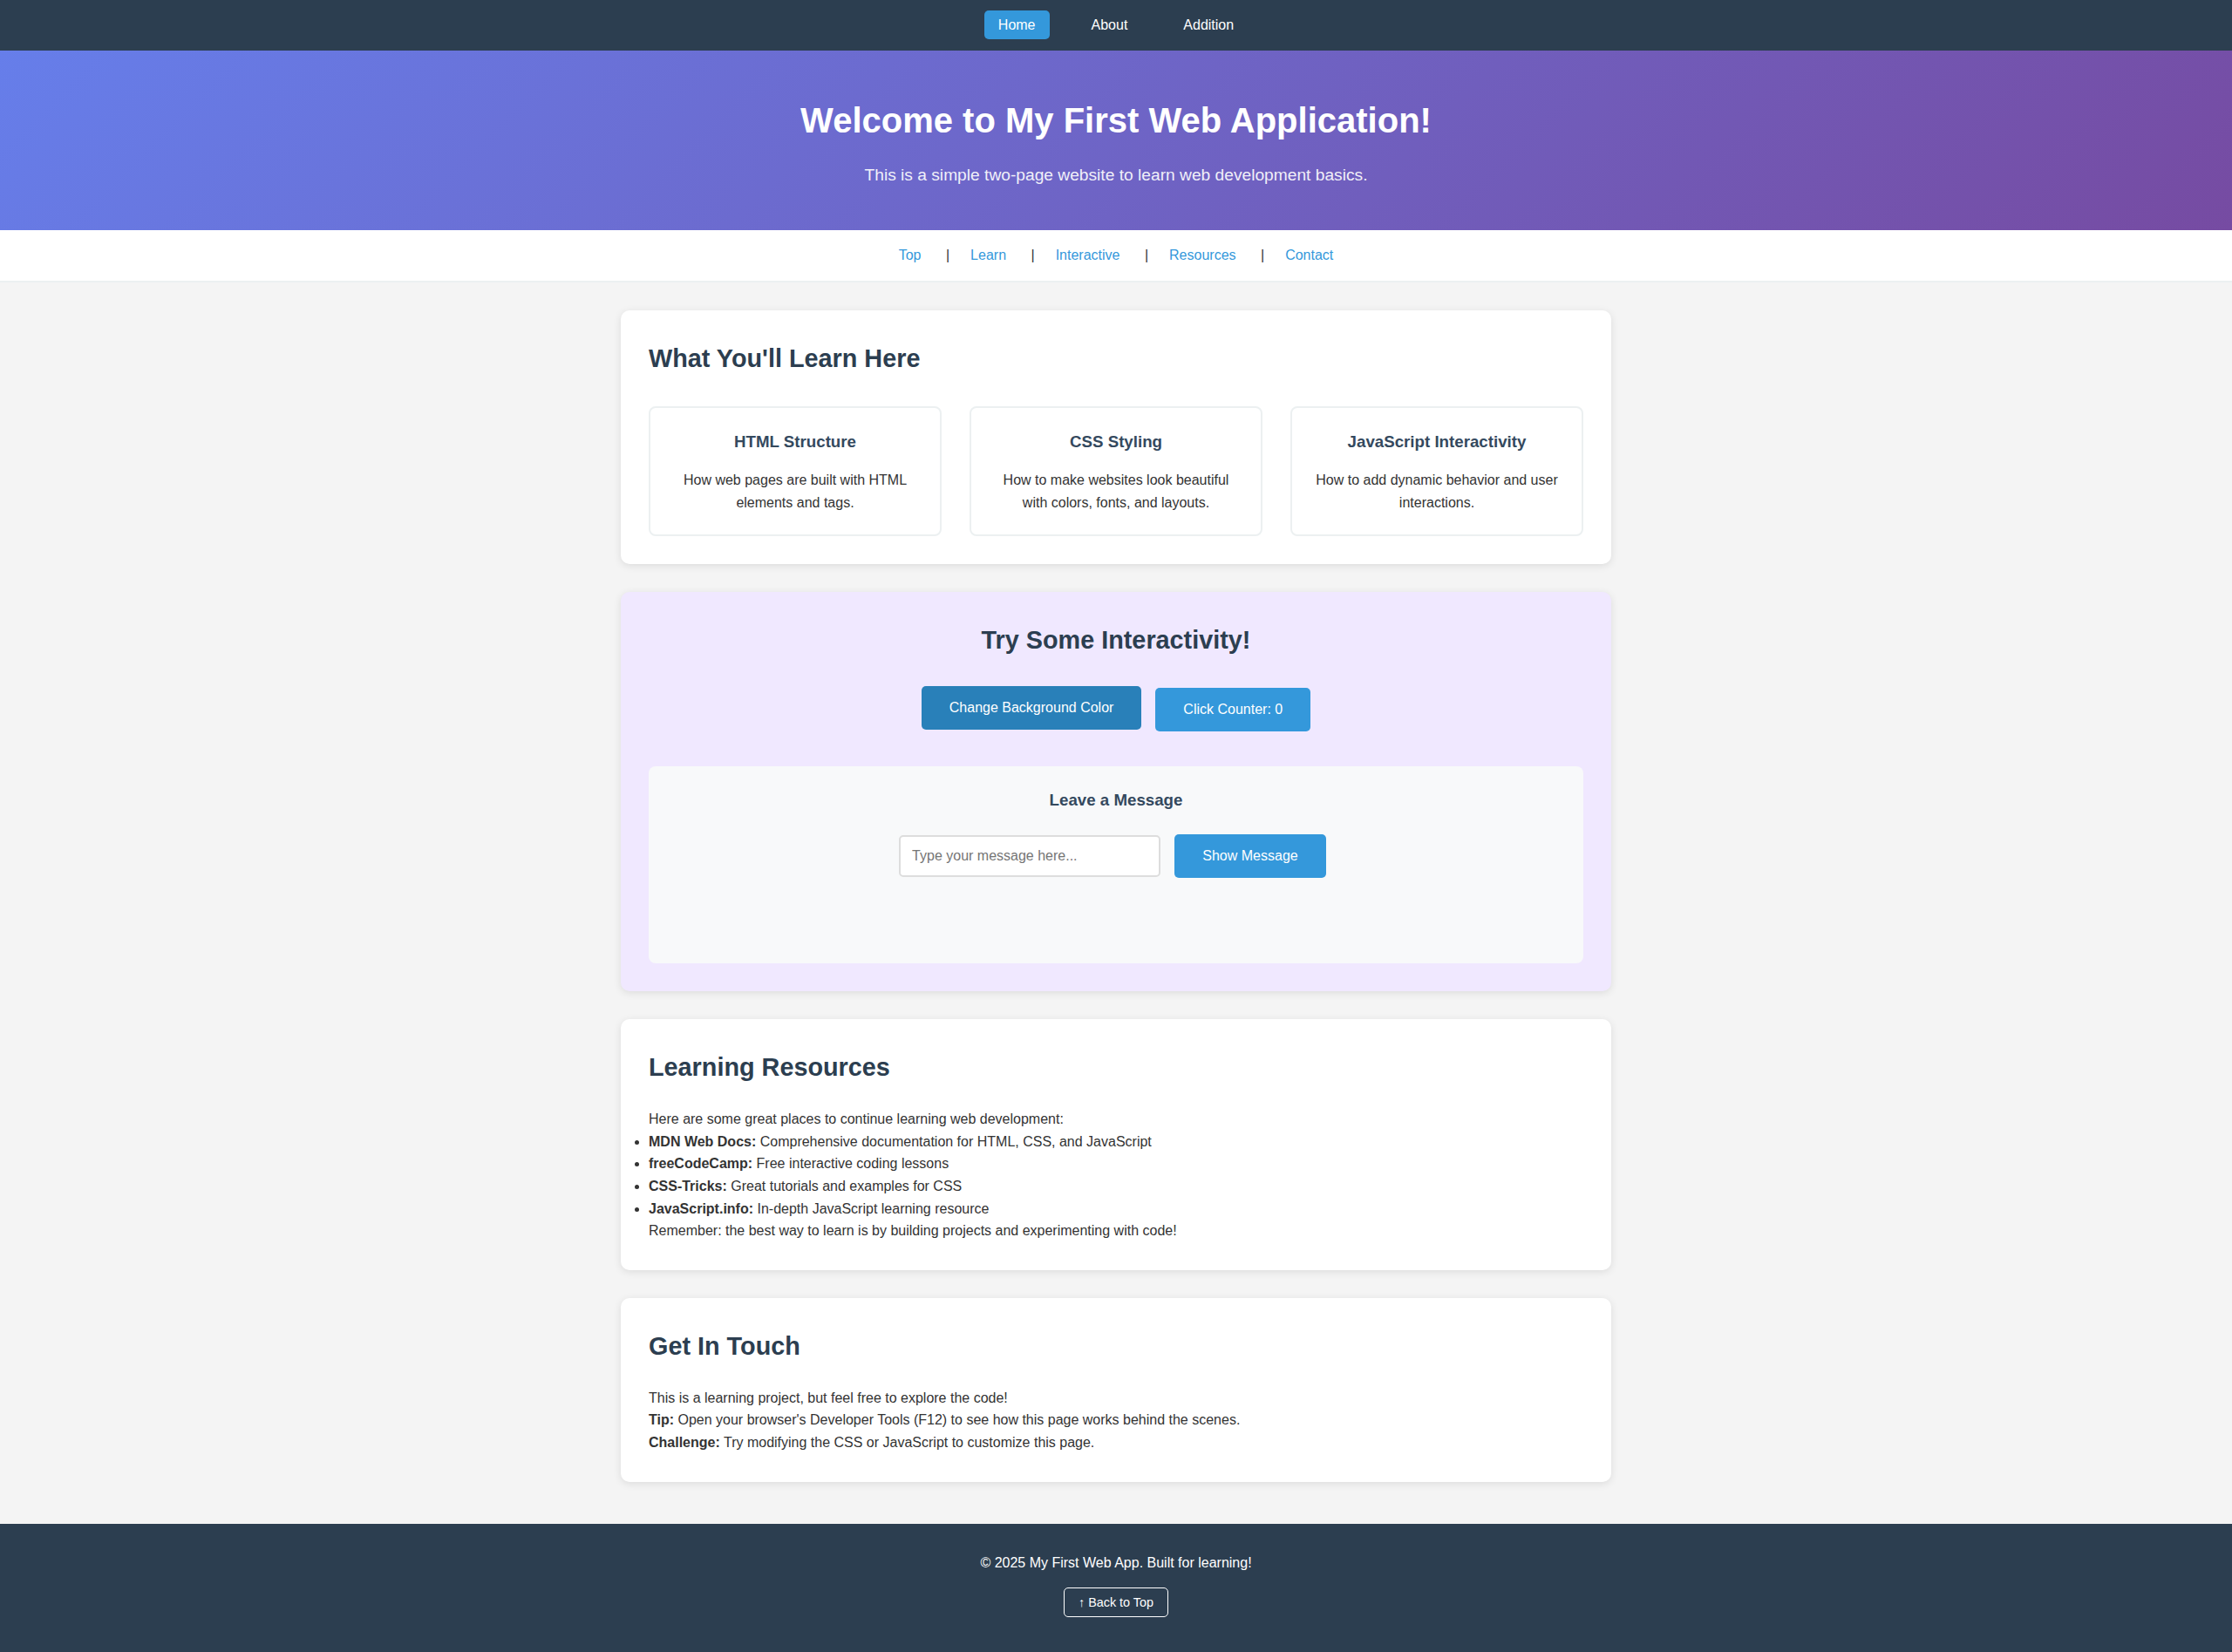 Home About Addition
Welcome to My First Web Application!
This is a simple two-page website to learn web development basics.
Top | Learn | Interactive | Resources | Contact
What You'll Learn Here
HTML Structure
How web pages are built with HTML
elements and tags.
CSS Styling
How to make websites look beautiful
with colors, fonts, and layouts.
JavaScript Interactivity
How to add dynamic behavior and user
interactions.
Try Some Interactivity!
Change Background Color
Click Counter: 0
Leave a Message
Type your message here...
Show Message
Learning Resources
Here are some great places to continue learning web development:
• MDN Web Docs: Comprehensive documentation for HTML, CSS, and JavaScript
• freeCodeCamp: Free interactive coding lessons
• CSS-Tricks: Great tutorials and examples for CSS
• JavaScript.info: In-depth JavaScript learning resource
Remember: the best way to learn is by building projects and experimenting with code!
Get In Touch
This is a learning project, but feel free to explore the code!
Tip: Open your browser's Developer Tools (F12) to see how this page works behind the scenes.
Challenge: Try modifying the CSS or JavaScript to customize this page.
© 2025 My First Web App. Built for learning!
↑ Back to Top